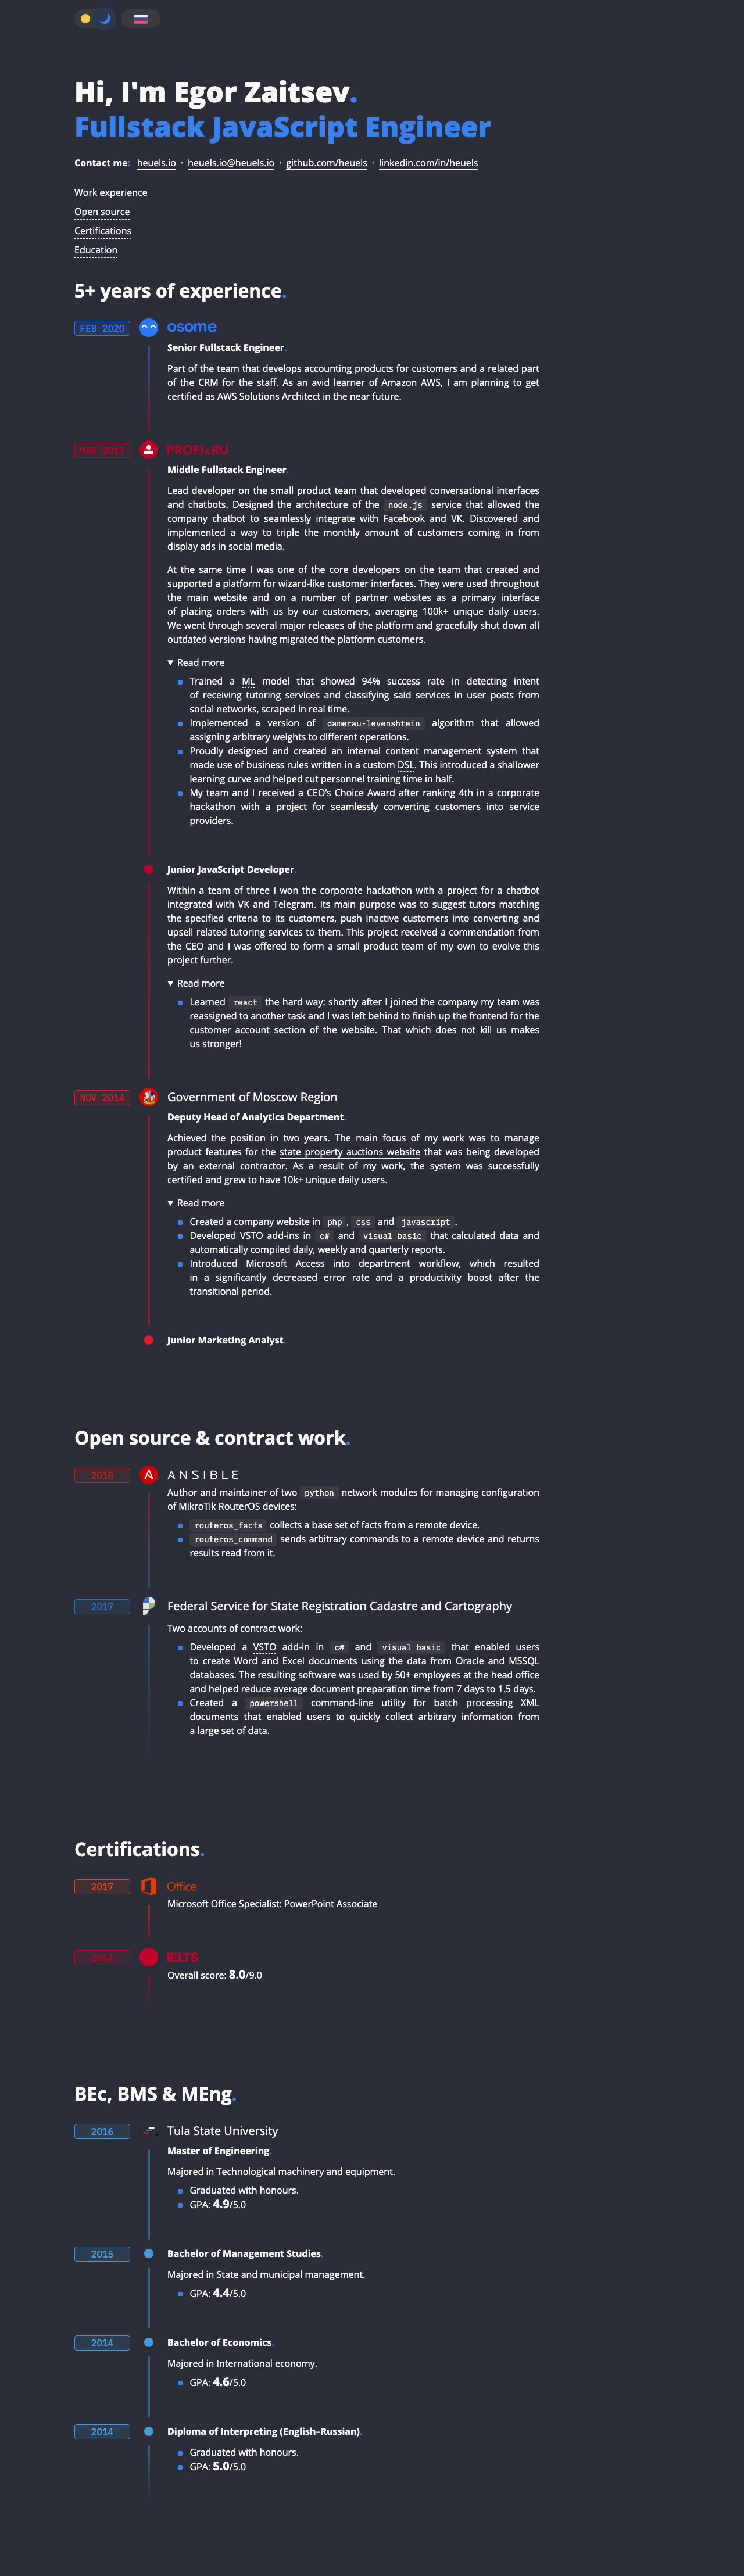 Hi, I'm Egor Zaitsev.
Fullstack JavaScript Engineer
Contact me: heuels.io · heuels.io@heuels.io · github.com/heuels · linkedin.com/in/heuels
Work experience
Open source
Certifications
Education
5+ years of experience.
FEB 2020 osome
Senior Fullstack Engineer.
Part of the team that develops accounting products for customers and a related part
of the CRM for the staff. As an avid learner of Amazon AWS, I am planning to get
certified as AWS Solutions Architect in the near future.
MAR 2017 PROFI.RU
Middle Fullstack Engineer.
Lead developer on the small product team that developed conversational interfaces
and chatbots. Designed the architecture of the node.js service that allowed the
company chatbot to seamlessly integrate with Facebook and VK. Discovered and
implemented a way to triple the monthly amount of customers coming in from
display ads in social media.
At the same time I was one of the core developers on the team that created and
supported a platform for wizard-like customer interfaces. They were used throughout
the main website and on a number of partner websites as a primary interface
of placing orders with us by our customers, averaging 100k+ unique daily users.
We went through several major releases of the platform and gracefully shut down all
outdated versions having migrated the platform customers.
▼ Read more
Trained a ML model that showed 94% success rate in detecting intent
of receiving tutoring services and classifying said services in user posts from
social networks, scraped in real time.
Implemented a version of damerau-levenshtein algorithm that allowed
assigning arbitrary weights to different operations.
Proudly designed and created an internal content management system that
made use of business rules written in a custom DSL. This introduced a shallower
learning curve and helped cut personnel training time in half.
My team and I received a CEO's Choice Award after ranking 4th in a corporate
hackathon with a project for seamlessly converting customers into service
providers.
Junior JavaScript Developer.
Within a team of three I won the corporate hackathon with a project for a chatbot
integrated with VK and Telegram. Its main purpose was to suggest tutors matching
the specified criteria to its customers, push inactive customers into converting and
upsell related tutoring services to them. This project received a commendation from
the CEO and I was offered to form a small product team of my own to evolve this
project further.
▼ Read more
Learned react the hard way: shortly after I joined the company my team was
reassigned to another task and I was left behind to finish up the frontend for the
customer account section of the website. That which does not kill us makes
us stronger!
NOV 2014 Government of Moscow Region
Deputy Head of Analytics Department.
Achieved the position in two years. The main focus of my work was to manage
product features for the state property auctions website that was being developed
by an external contractor. As a result of my work, the system was successfully
certified and grew to have 10k+ unique daily users.
▼ Read more
Created a company website in php, css and javascript.
Developed VSTO add-ins in c# and visual basic that calculated data and
automatically compiled daily, weekly and quarterly reports.
Introduced Microsoft Access into department workflow, which resulted
in a significantly decreased error rate and a productivity boost after the
transitional period.
Junior Marketing Analyst.
Open source & contract work.
2018 ANSIBLE
Author and maintainer of two python network modules for managing configuration
of MikroTik RouterOS devices:
routeros_facts collects a base set of facts from a remote device.
routeros_command sends arbitrary commands to a remote device and returns
results read from it.
2017 Federal Service for State Registration Cadastre and Cartography
Two accounts of contract work:
Developed a VSTO add-in in c# and visual basic that enabled users
to create Word and Excel documents using the data from Oracle and MSSQL
databases. The resulting software was used by 50+ employees at the head office
and helped reduce average document preparation time from 7 days to 1.5 days.
Created a powershell command-line utility for batch processing XML
documents that enabled users to quickly collect arbitrary information from
a large set of data.
Certifications.
2017 Office
Microsoft Office Specialist: PowerPoint Associate
2014 IELTS
Overall score: 8.0/9.0
BEc, BMS & MEng.
2016 Tula State University
Master of Engineering.
Majored in Technological machinery and equipment.
Graduated with honours.
GPA: 4.9/5.0
2015 Bachelor of Management Studies.
Majored in State and municipal management.
GPA: 4.4/5.0
2014 Bachelor of Economics.
Majored in International economy.
GPA: 4.6/5.0
2014 Diploma of Interpreting (English–Russian).
Graduated with honours.
GPA: 5.0/5.0